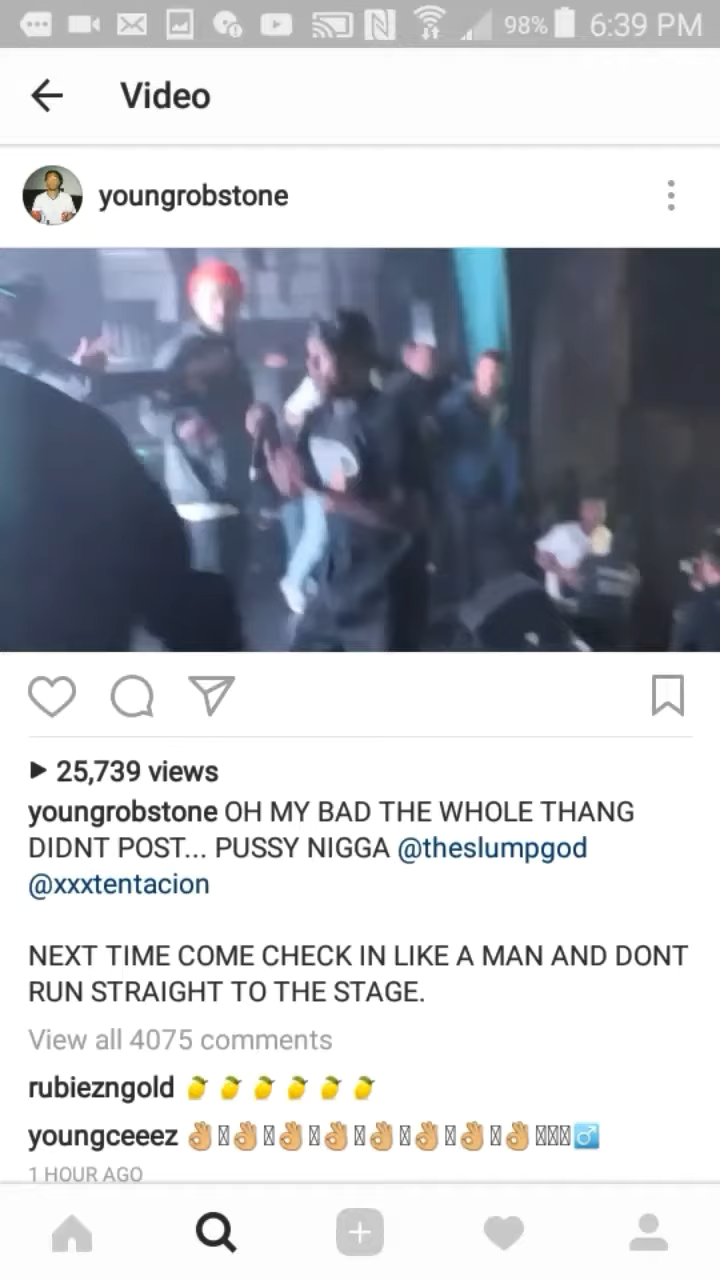 98% 6:39 PM
Video
youngrobstone
25,739 views
youngrobstone OH MY BAD THE WHOLE THANG
DIDNT POST... PUSSY NIGGA @theslumpgod
@xxxtentacion
NEXT TIME COME CHECK IN LIKE A MAN AND DONT
RUN STRAIGHT TO THE STAGE.
View all 4075 comments
rubiezngold 🍋🍋🍋🍋🍋🍋
youngceeez 👌🏼👌🏼👌🏼👌🏼👌🏼👌🏼👌🏼👌🏼♂️
1 HOUR AGO